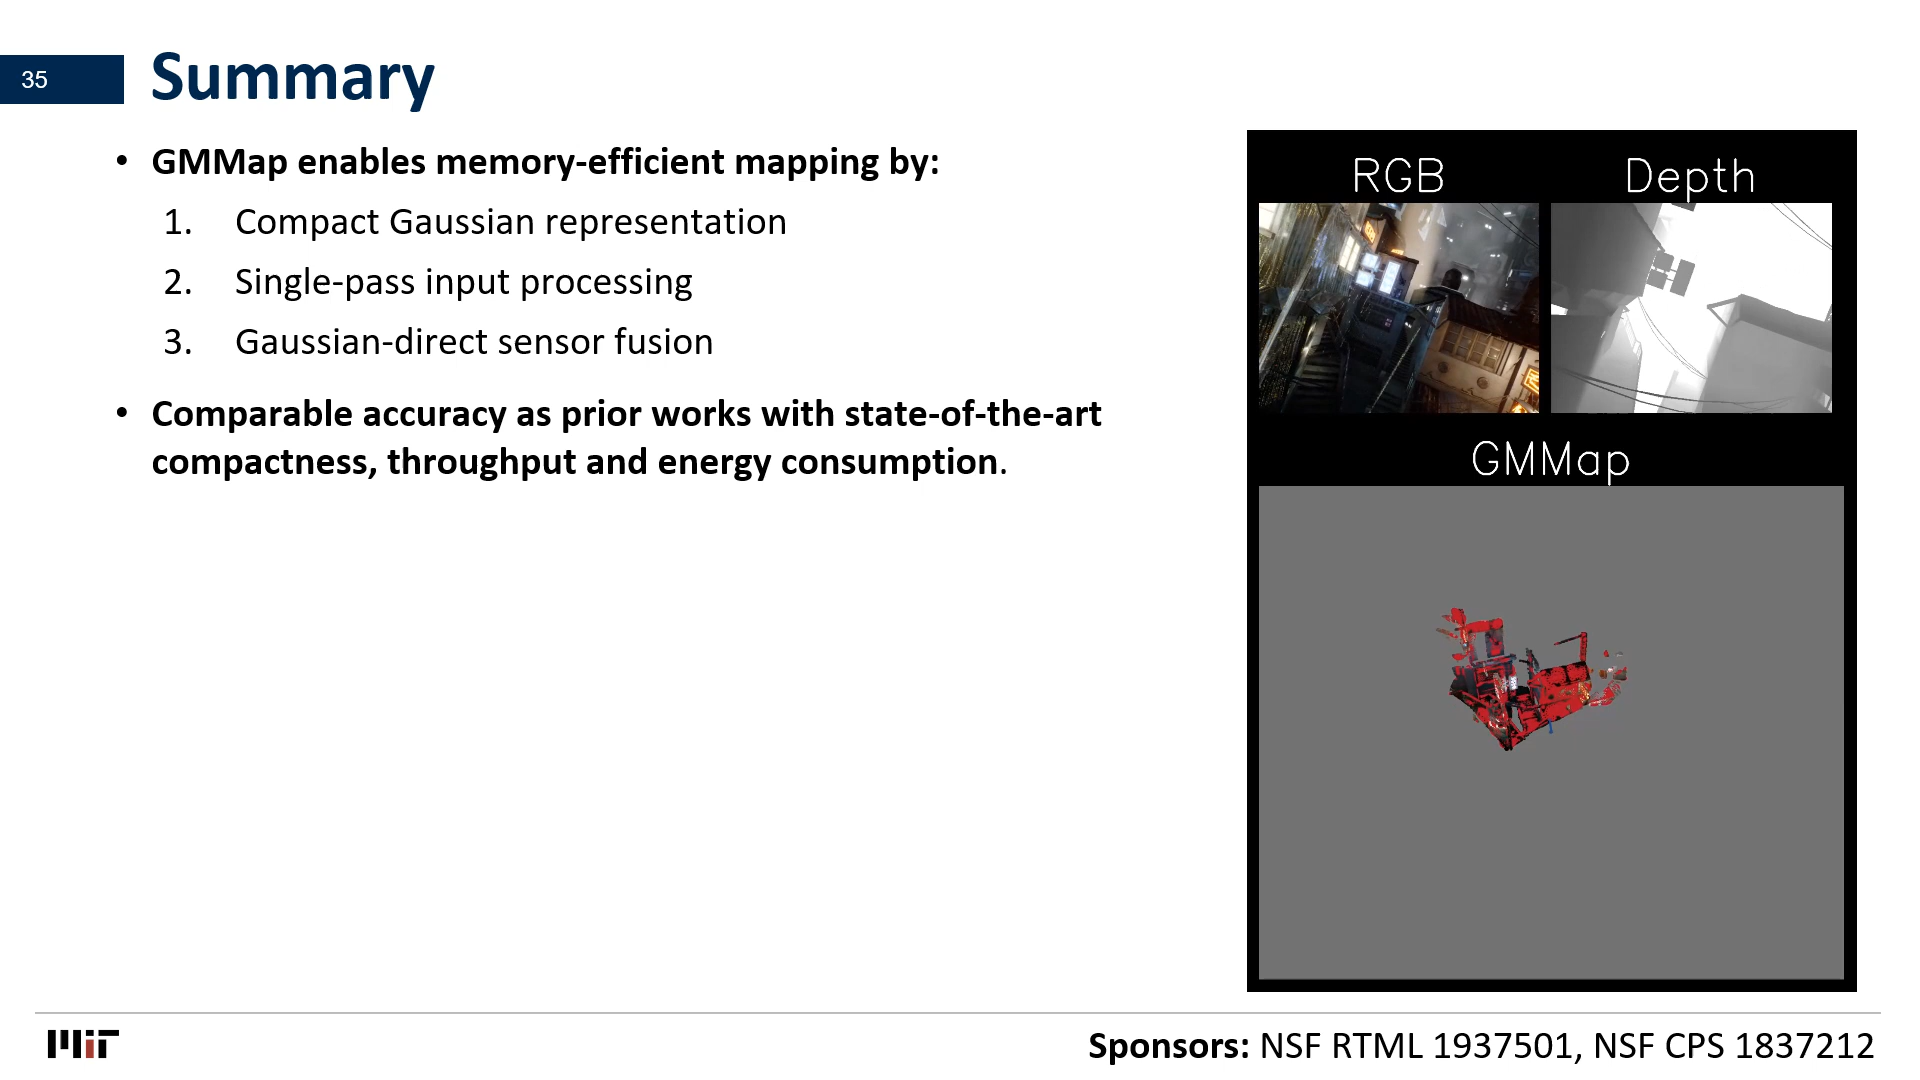 35
Summary
• GMMap enables memory-efficient mapping by:
1. Compact Gaussian representation
2. Single-pass input processing
3. Gaussian-direct sensor fusion
• Comparable accuracy as prior works with state-of-the-art
compactness, throughput and energy consumption.
RGB
Depth
GMMap
MIT
Sponsors: NSF RTML 1937501, NSF CPS 1837212